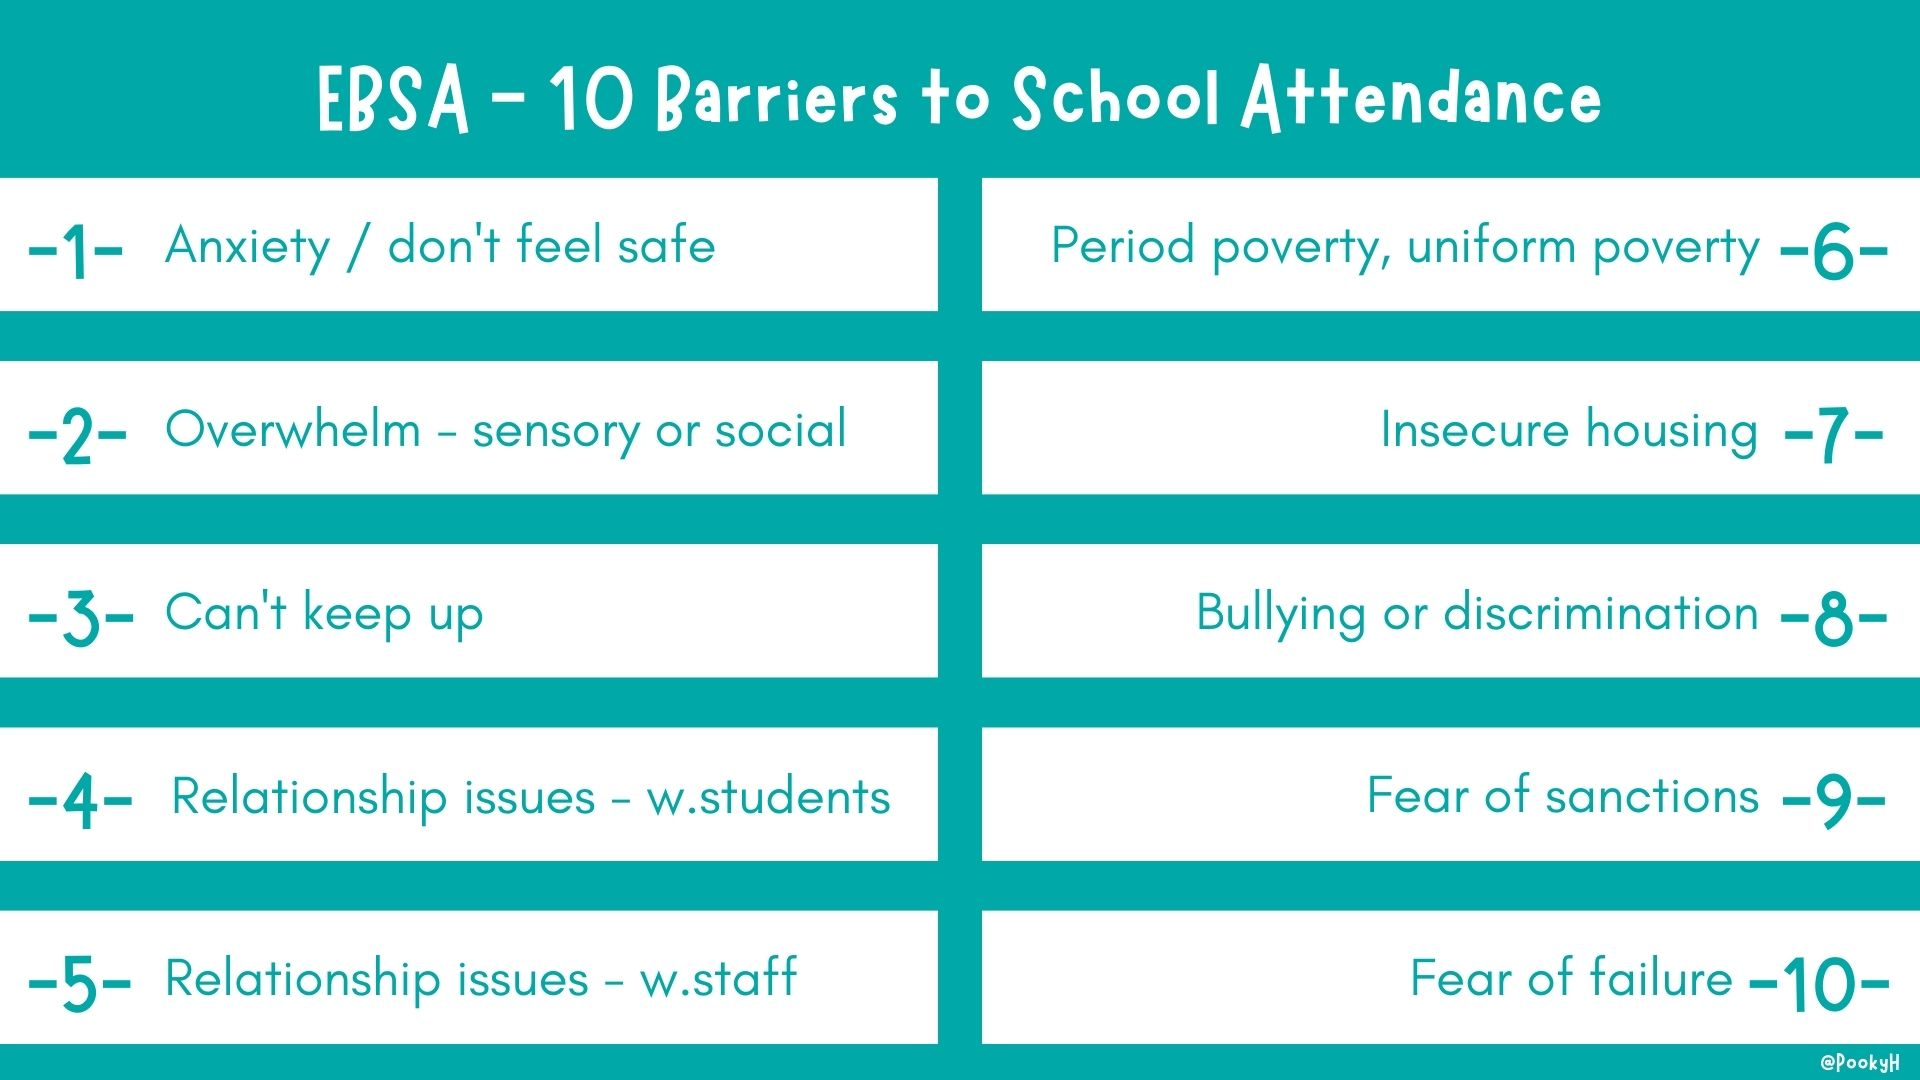 EBSA - 10 Barriers to School Attendance
-1- Anxiety / don't feel safe
-2- Overwhelm - sensory or social
-3- Can't keep up
-4- Relationship issues - w.students
-5- Relationship issues - w.staff
Period poverty, uniform poverty -6-
Insecure housing -7-
Bullying or discrimination -8-
Fear of sanctions -9-
Fear of failure -10-
@PookyH